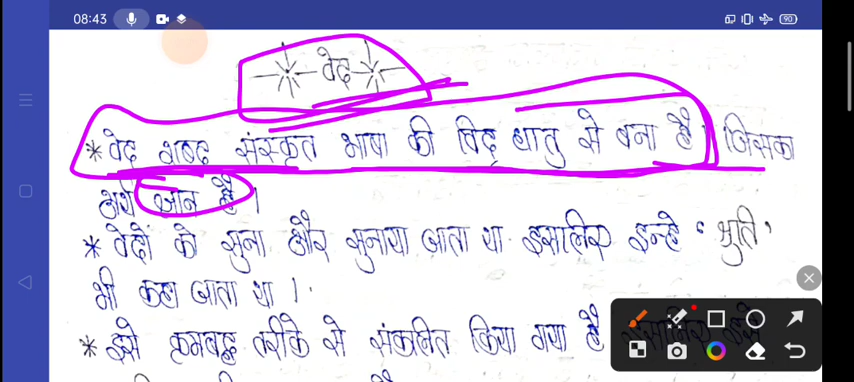 08:43
90
वेद
* वेद शब्द संस्कृत भाषा की विद् धातु से बना है जिसका
अर्थ ज्ञान है।
* वेदों को सुना और सुनाया जाता था इसलिए इन्हे 'श्रुति'
भी कहा जाता था।
* इसे क्रमबद्ध तरीके से संकलित किया गया है